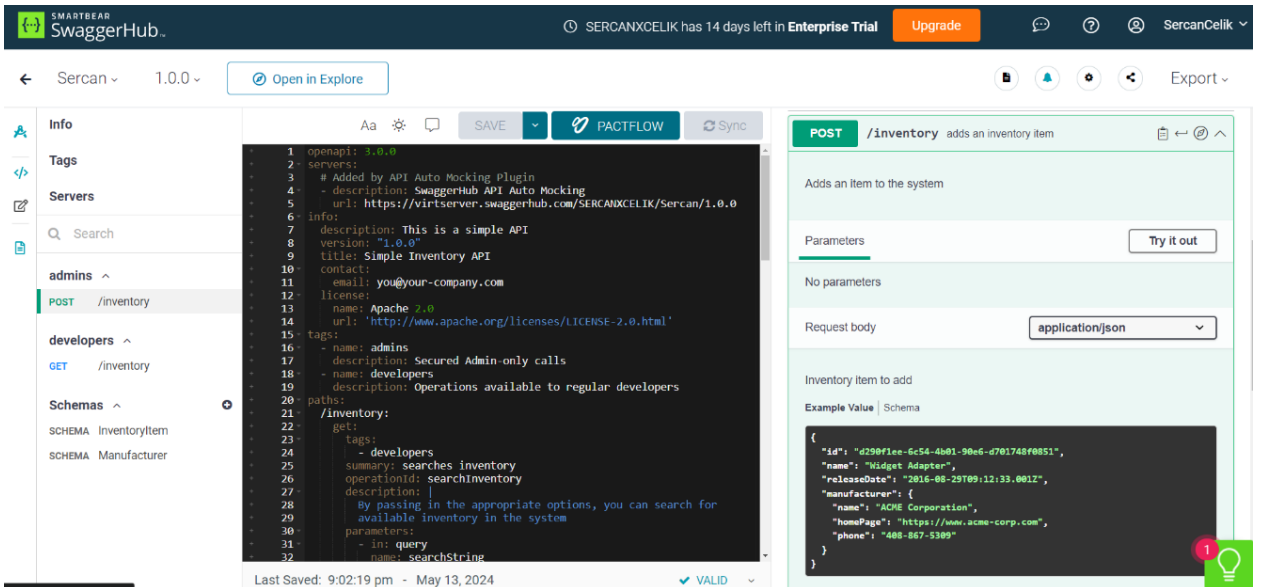 SMARTBEAR
SwaggerHub™
SERCANXCELIK has 14 days left in Enterprise Trial
Upgrade
SercanCelik
Sercan
1.0.0
Open in Explore
Export
Info
Tags
Servers
Search
admins
POST /inventory
developers
GET /inventory
Schemas
SCHEMA InventoryItem
SCHEMA Manufacturer
Aa
SAVE
PACTFLOW
Sync
1 openapi: 3.0.0
2 servers:
3 # Added by API Auto Mocking Plugin
4 - description: SwaggerHub API Auto Mocking
5 url: https://virtserver.swaggerhub.com/SERCANXCELIK/Sercan/1.0.0
6 info:
7 description: This is a simple API
8 version: "1.0.0"
9 title: Simple Inventory API
10 contact:
11 email: you@your-company.com
12 license:
13 name: Apache 2.0
14 url: 'http://www.apache.org/licenses/LICENSE-2.0.html'
15 tags:
16 - name: admins
17 description: Secured Admin-only calls
18 - name: developers
19 description: Operations available to regular developers
20 paths:
21 /inventory:
22 get:
23 tags:
24 - developers
25 summary: searches inventory
26 operationId: searchInventory
27 description: |
28 By passing in the appropriate options, you can search for
29 available inventory in the system
30 parameters:
31 - in: query
32 name: searchString
Last Saved: 9:02:19 pm - May 13, 2024
VALID
POST /inventory adds an inventory item
Adds an item to the system
Parameters
Try it out
No parameters
Request body
application/json
Inventory item to add
Example Value | Schema
{
"id": "d290f1ee-6c54-4b01-90e6-d701748f0851",
"name": "Widget Adapter",
"releaseDate": "2016-08-29T09:12:33.001Z",
"manufacturer": {
"name": "ACME Corporation",
"homePage": "https://www.acme-corp.com",
"phone": "408-867-5309"
}
}
1